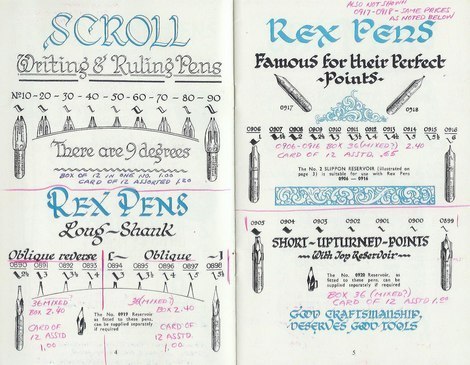 SCROLL
Writing & Ruling Pens
No10 - 20 - 30 - 40 - 50 - 60 - 70 - 80 - 90
There are 9 degrees
BOX OF 12 IN ONE NO.
CARD OF 12 ASSORTED 1.20
REX PENS
Long~Shank
Oblique reverse
Oblique
0890 0891 0892 0893 0894 0895 0896 0897 0898
36 MIXED?
BOX 2.40
CARD OF
12 ASSTD
1.00
The No. 0919 Reservoir
as fitted to these pens,
can be supplied separately
if required
36 (MIXED?)
BOX 2.40
CARD OF
12 ASSTD.
1.00
4
ALSO NOT SHOWN
0917-0918 - SAME PRICES
AS NOTED BELOW
REX PENS
Famous for their Perfect
~Points~
0917
0918
0906 0907 0908 0909 0910 0911 0912 0913 0914 0915 0916
0906-0916 BOX 36 (MIXED?) 2.40
CARD OF 12 ASSTD.
The No. 2 SLIPPON RESERVOIR (illustrated on
page 3) is suitable for use with Rex Pens
0906 — 0916
0905 0904 0903 0902 0901 0900 0899
SHORT~UPTURNED~POINTS
~With Top Reservoir~
The No. 0920 Reservoir,
as fitted to these pens, can be
supplied separately if required
BOX 36 (MIXED?)
CARD OF 12 ASSTD 1.00
GOOD CRAFTSMANSHIP,
DESERVES GOOD TOOLS
5